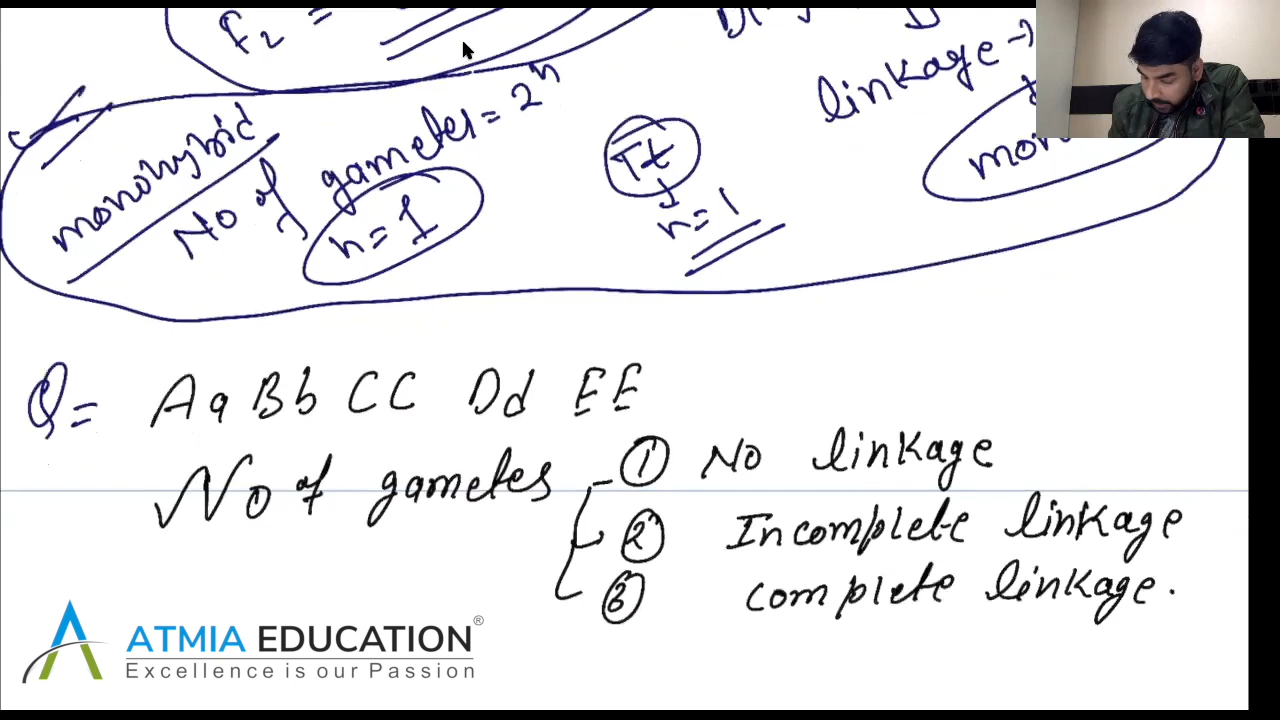 F₂ =
linkage →
monohybrid
No of gametes = 2ⁿ
n = 1
Tt
n = 1
Q = Aa Bb CC Dd EE
No of gametes
① No linkage
② Incomplete linkage
③ complete linkage.
ATMIA EDUCATION®
Excellence is our Passion